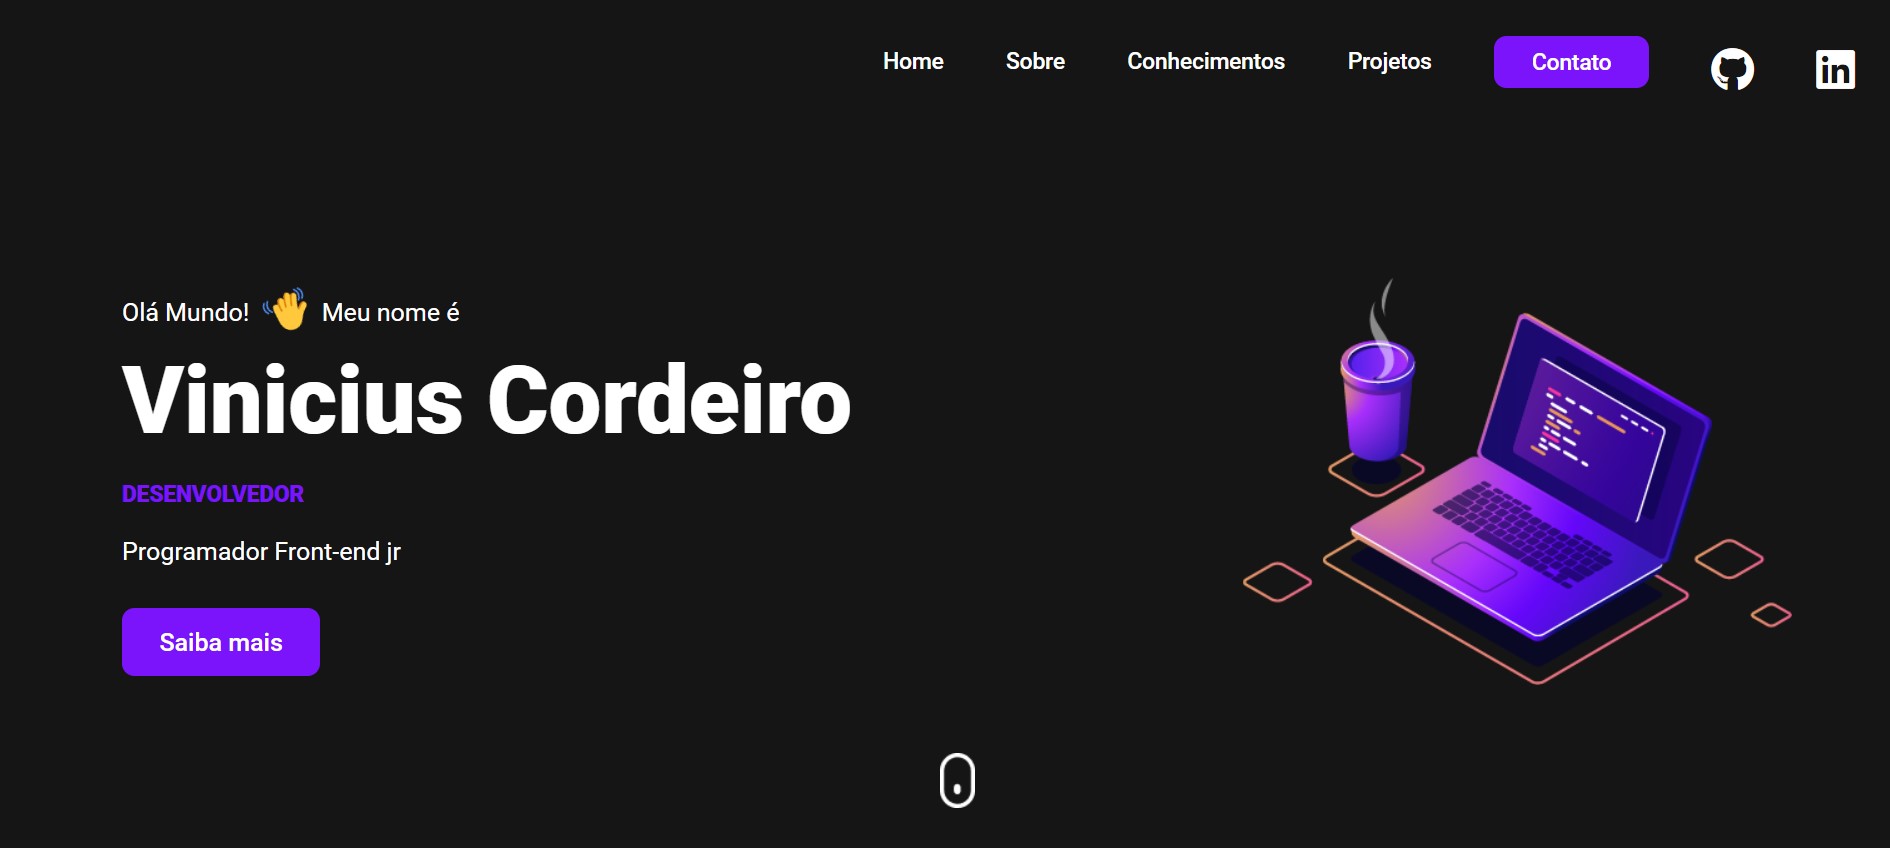 Home Sobre Conhecimentos Projetos Contato in
Olá Mundo! 👋 Meu nome é
Vinicius Cordeiro
DESENVOLVEDOR
Programador Front-end jr
Saiba mais